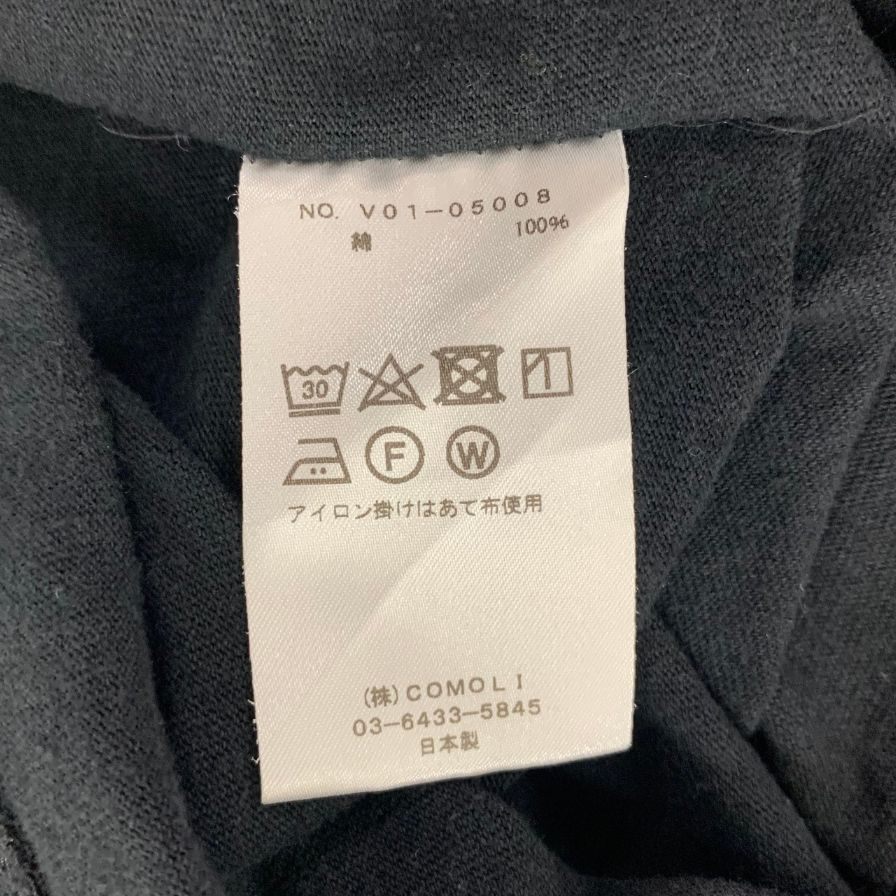 NO. V01-05008
綿 100%
30
F W
アイロン掛けはあて布使用
(株)COMOLI
03-6433-5845
日本製